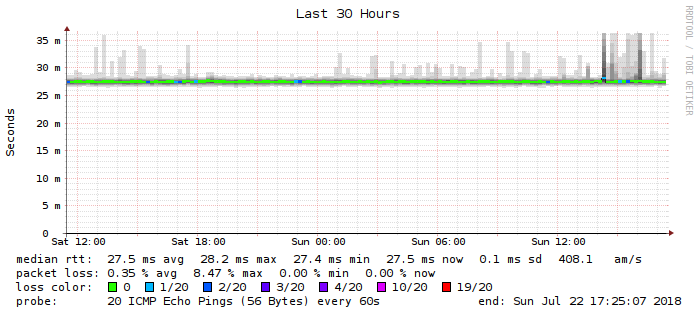 Last 30 Hours
RRDTOOL / TOBI OETIKER
Seconds
35 m
30 m
25 m
20 m
15 m
10 m
5 m
0
Sat 12:00 Sat 18:00 Sun 00:00 Sun 06:00 Sun 12:00
median rtt: 27.5 ms avg 28.2 ms max 27.4 ms min 27.5 ms now 0.1 ms sd 408.1 am/s
packet loss: 0.35 % avg 8.47 % max 0.00 % min 0.00 % now
loss color: 0 1/20 2/20 3/20 4/20 10/20 19/20
probe: 20 ICMP Echo Pings (56 Bytes) every 60s end: Sun Jul 22 17:25:07 2018